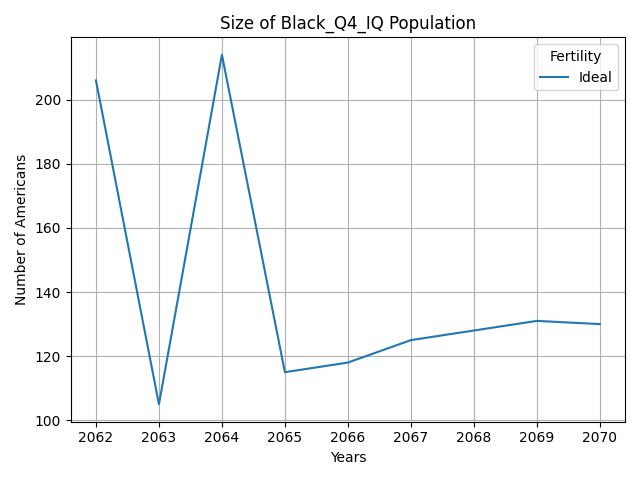 Size of Black_Q4_IQ Population
Fertility
Ideal
Number of Americans
200
180
160
140
120
100
2062 2063 2064 2065 2066 2067 2068 2069 2070
Years